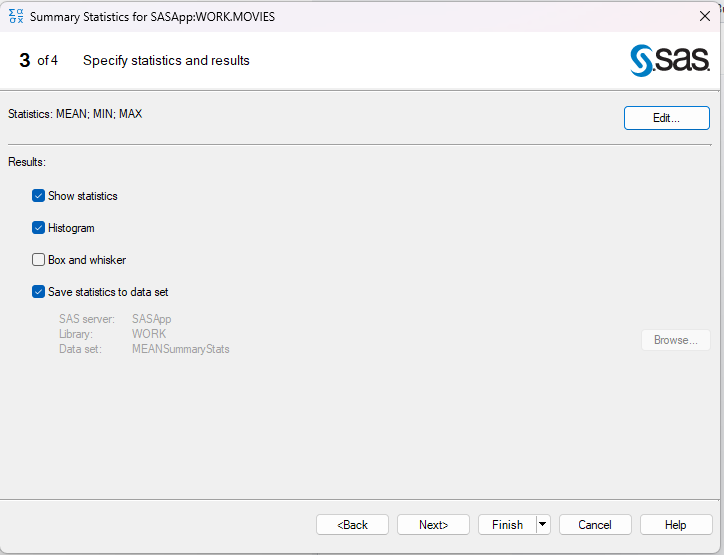 Summary Statistics for SASApp:WORK.MOVIES
3 of 4 Specify statistics and results
sas
Statistics: MEAN; MIN; MAX
Edit...
Results:
Show statistics
Histogram
Box and whisker
Save statistics to data set
SAS server: SASApp
Library: WORK
Data set: MEANSummaryStats
Browse...
<Back Next> Finish Cancel Help